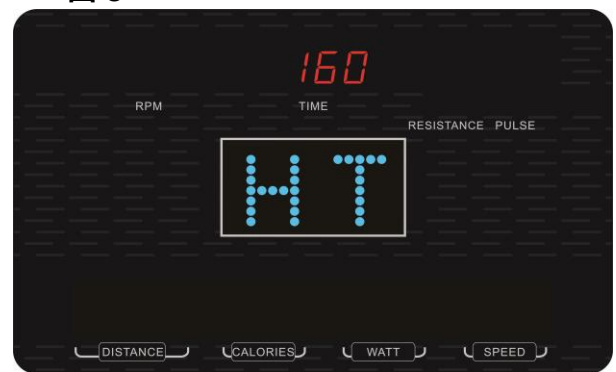 160
RPM TIME
RESISTANCE PULSE
HT
DISTANCE CALORIES WATT SPEED